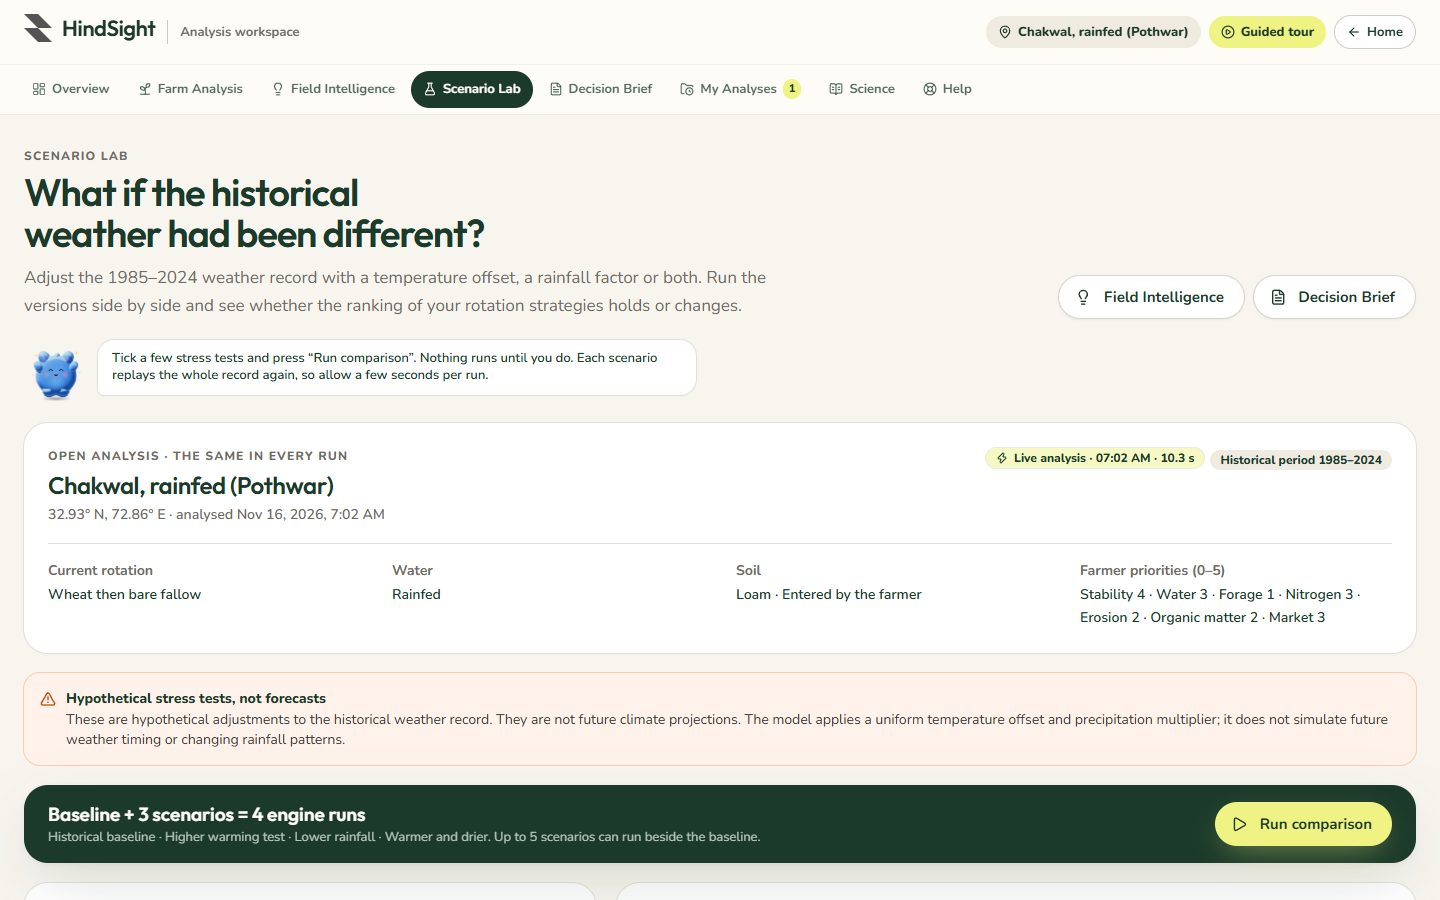 HindSight
Analysis workspace
Chakwal, rainfed (Pothwar)
Guided tour
Home
Overview
Farm Analysis
Field Intelligence
Scenario Lab
Decision Brief
My Analyses 1
Science
Help
SCENARIO LAB
What if the historical
weather had been different?
Adjust the 1985–2024 weather record with a temperature offset, a rainfall factor or both. Run the
versions side by side and see whether the ranking of your rotation strategies holds or changes.
Field Intelligence
Decision Brief
Tick a few stress tests and press “Run comparison”. Nothing runs until you do. Each scenario
replays the whole record again, so allow a few seconds per run.
OPEN ANALYSIS · THE SAME IN EVERY RUN
Live analysis · 07:02 AM · 10.3 s
Historical period 1985–2024
Chakwal, rainfed (Pothwar)
32.93° N, 72.86° E · analysed Nov 16, 2026, 7:02 AM
Current rotation
Wheat then bare fallow
Water
Rainfed
Soil
Loam · Entered by the farmer
Farmer priorities (0–5)
Stability 4 · Water 3 · Forage 1 · Nitrogen 3 ·
Erosion 2 · Organic matter 2 · Market 3
Hypothetical stress tests, not forecasts
These are hypothetical adjustments to the historical weather record. They are not future climate projections. The model applies a uniform temperature offset and precipitation multiplier; it does not simulate future
weather timing or changing rainfall patterns.
Baseline + 3 scenarios = 4 engine runs
Historical baseline · Higher warming test · Lower rainfall · Warmer and drier. Up to 5 scenarios can run beside the baseline.
Run comparison